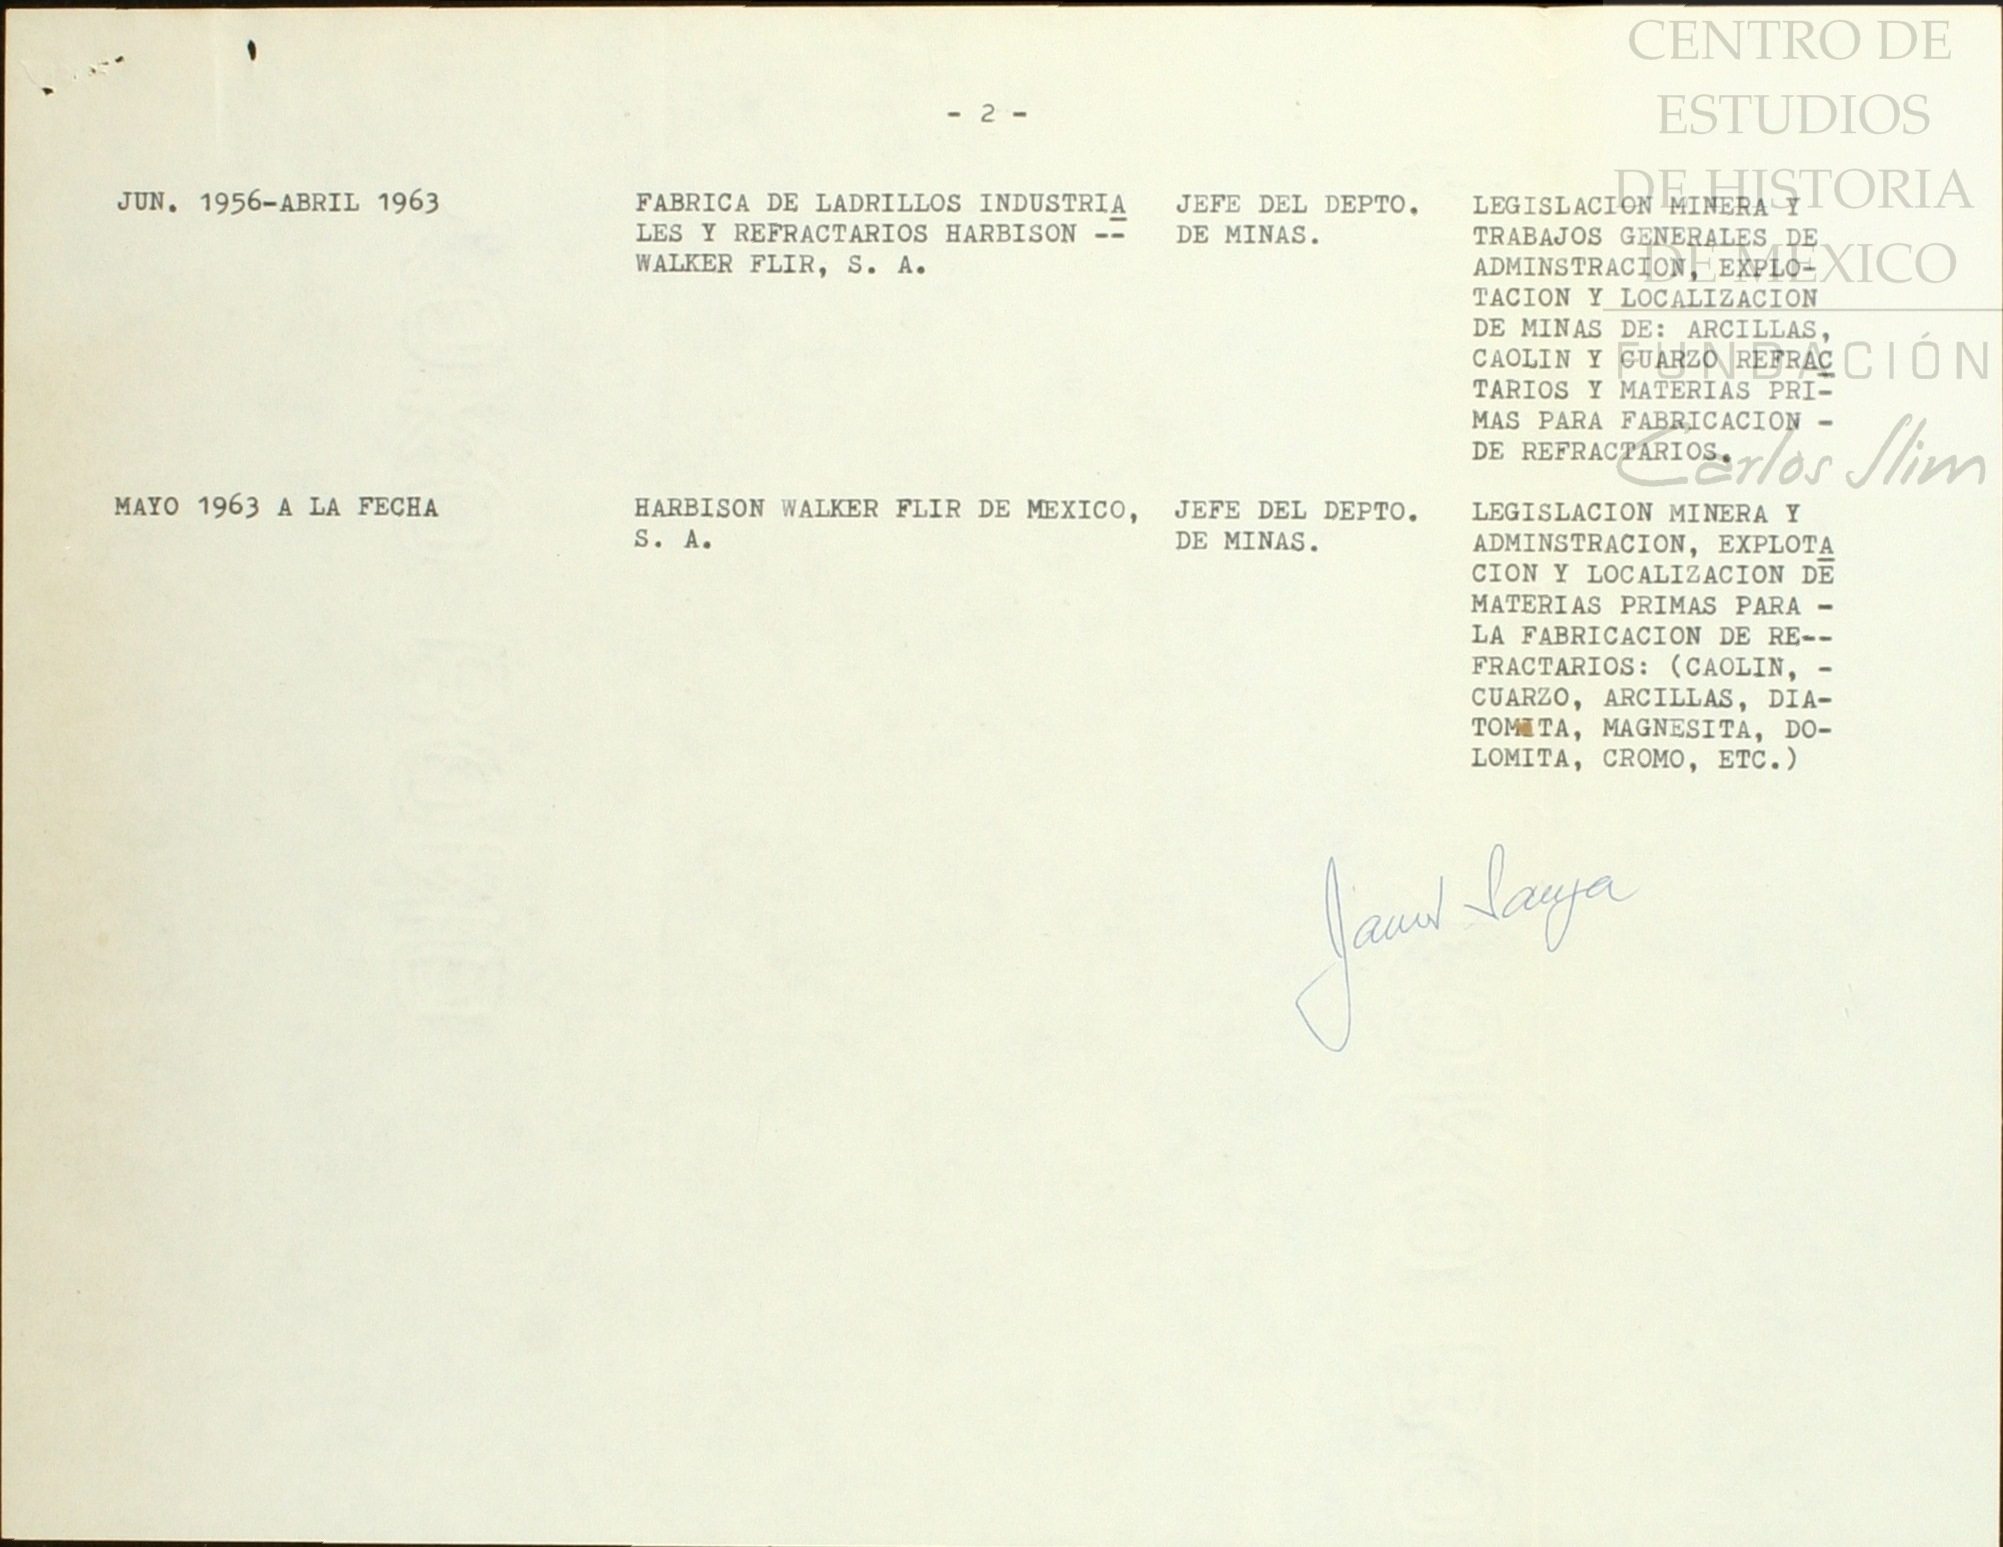 - 2 -
JUN. 1956-ABRIL 1963
FABRICA DE LADRILLOS INDUSTRIA
LES Y REFRACTARIOS HARBISON --
WALKER FLIR, S. A.
JEFE DEL DEPTO.
DE MINAS.
LEGISLACION MINERA Y
TRABAJOS GENERALES DE
ADMINSTRACION, EXPLO-
TACION Y LOCALIZACION
DE MINAS DE: ARCILLAS,
CAOLIN Y CUARZO REFRAC
TARIOS Y MATERIAS PRI-
MAS PARA FABRICACION -
DE REFRACTARIOS.
MAYO 1963 A LA FECHA
HARBISON WALKER FLIR DE MEXICO,
S. A.
JEFE DEL DEPTO.
DE MINAS.
LEGISLACION MINERA Y
ADMINSTRACION, EXPLOTA
CION Y LOCALIZACION DE
MATERIAS PRIMAS PARA -
LA FABRICACION DE RE--
FRACTARIOS: (CAOLIN, -
CUARZO, ARCILLAS, DIA-
TOMITA, MAGNESITA, DO-
LOMITA, CROMO, ETC.)
CENTRO DE
ESTUDIOS
DE HISTORIA
DE MEXICO
FUNDACIÓN
Carlos Slim